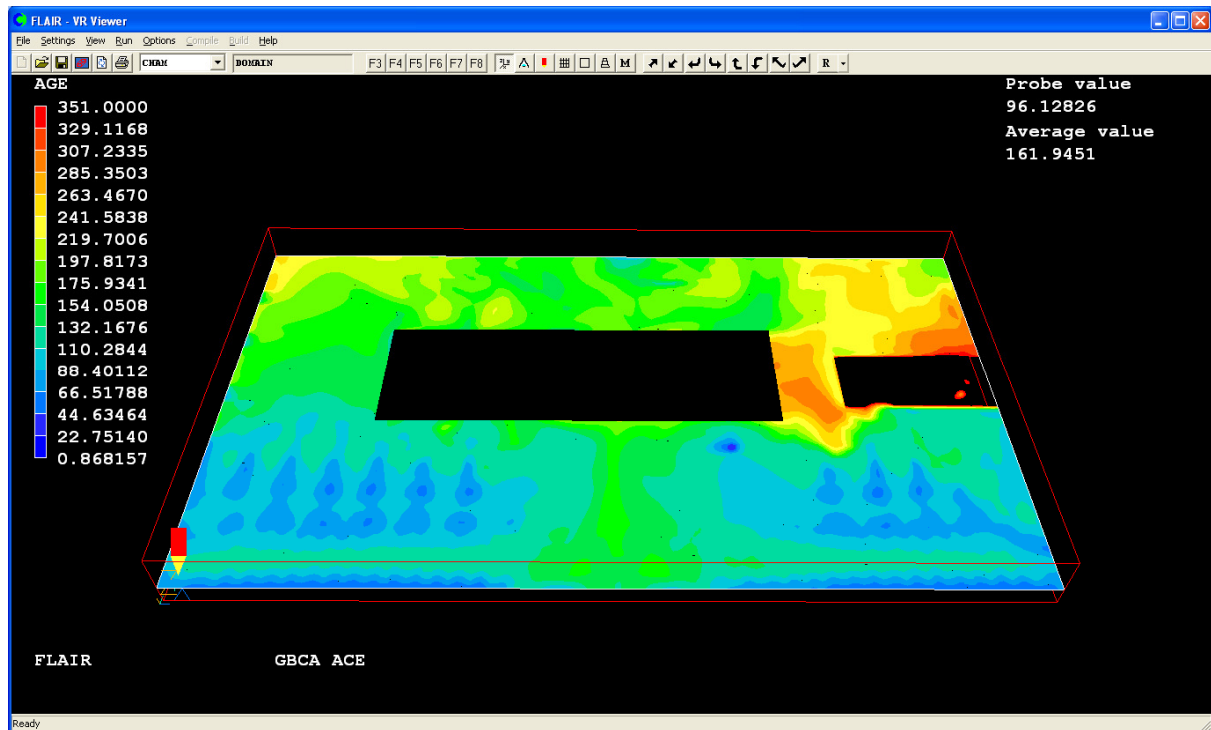 FLAIR - VR Viewer
File Settings View Run Options Compile Build Help
CHAM DOMAIN F3 F4 F5 F6 F7 F8 M R
AGE
351.0000
329.1168
307.2335
285.3503
263.4670
241.5838
219.7006
197.8173
175.9341
154.0508
132.1676
110.2844
88.40112
66.51788
44.63464
22.75140
0.868157
Probe value
96.12826
Average value
161.9451
FLAIR GBCA ACE
Ready